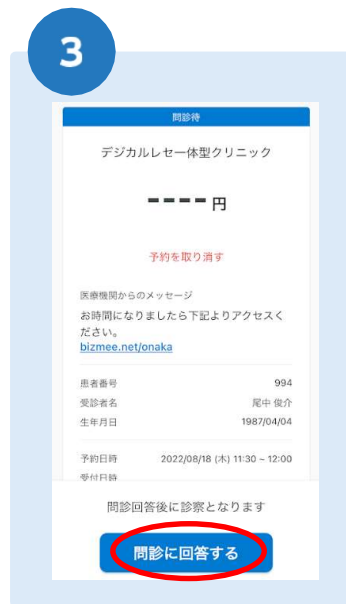 3
問診待
デジカルレセ一体型クリニック
---- 円
予約を取り消す
医療機関からのメッセージ
お時間になりましたら下記よりアクセスく
ださい。
bizmee.net/onaka
患者番号 994
受診者名 尾中 俊介
生年月日 1987/04/04
予約日時 2022/08/18 (木) 11:30 ~ 12:00
受付日時
問診回答後に診察となります
問診に回答する